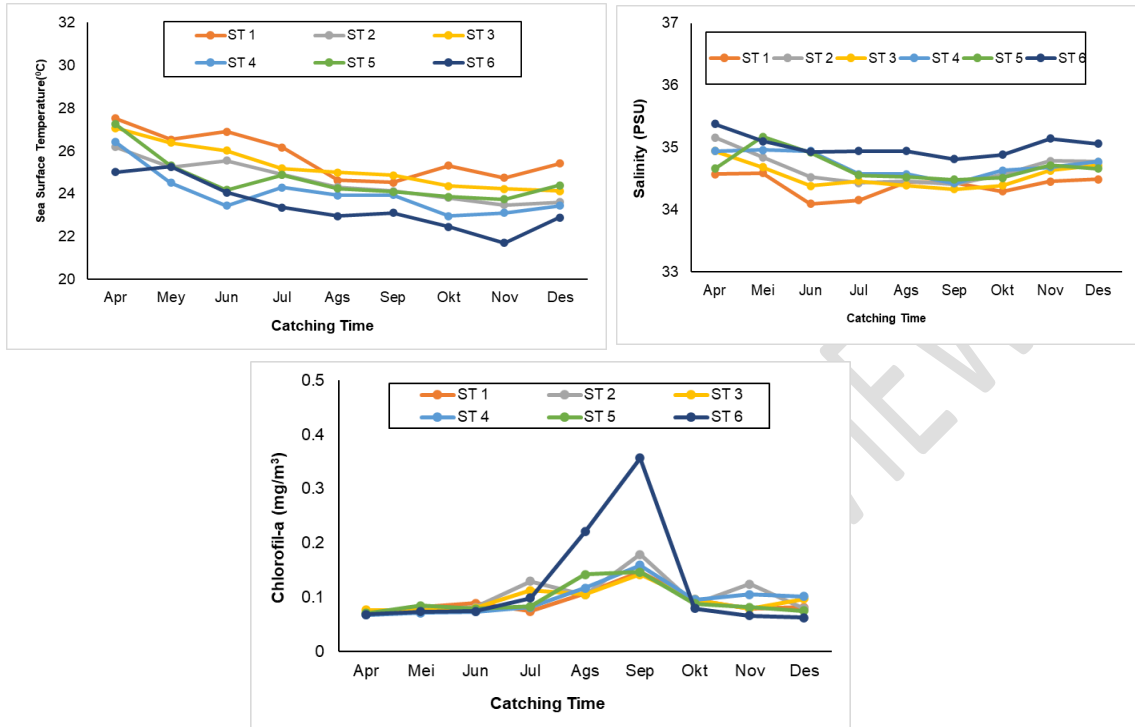 32
30
28
26
24
22
20
Sea Surface Temperature(⁰C)
ST 1 ST 2 ST 3
ST 4 ST 5 ST 6
Apr Mey Jun Jul Ags Sep Okt Nov Des
Catching Time
37
36
35
34
33
Salinity (PSU)
ST 1 ST 2 ST 3 ST 4 ST 5 ST 6
Apr Mei Jun Jul Ags Sep Okt Nov Des
Catching Time
0.5
0.4
0.3
0.2
0.1
0
Chlorofil-a (mg/m³)
ST 1 ST 2 ST 3
ST 4 ST 5 ST 6
Apr Mei Jun Jul Ags Sep Okt Nov Des
Catching Time